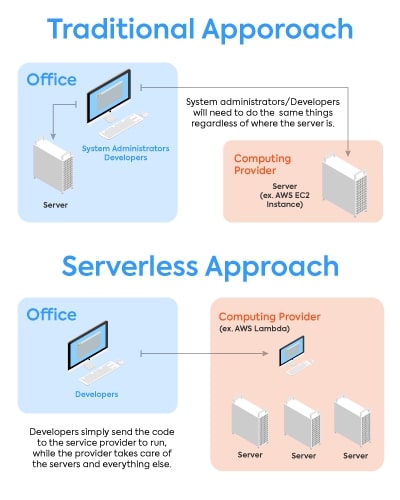 Traditional Apporoach
Office
System Administrators
Developers
Server
System administrators/Developers
will need to do the same things
regardless of where the server is.
Computing
Provider
Server
(ex. AWS EC2
Instance)
Serverless Approach
Office
Developers
Computing Provider
(ex. AWS Lambda)
Server
Server
Server
Developers simply send the code
to the service provider to run,
while the provider takes care of
the servers and everything else.